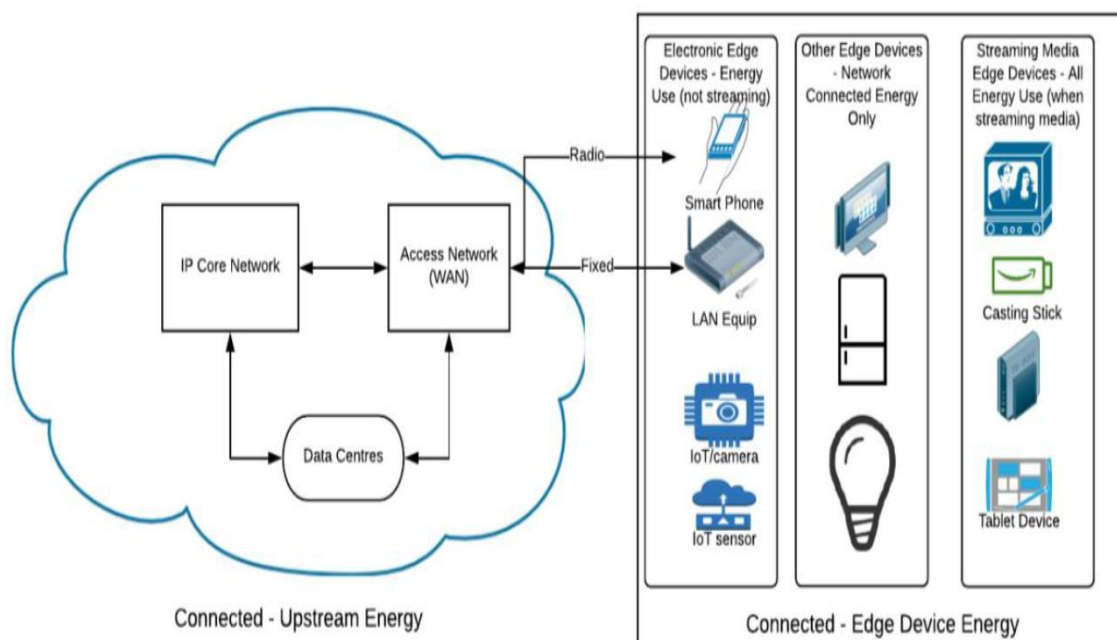 IP Core Network
Access Network
(WAN)
Data Centres
Radio
Fixed
Connected - Upstream Energy
Electronic Edge
Devices - Energy
Use (not streaming)
Smart Phone
LAN Equip
IoT/camera
IoT sensor
Other Edge Devices
- Network
Connected Energy
Only
Streaming Media
Edge Devices - All
Energy Use (when
streaming media)
Casting Stick
Tablet Device
Connected - Edge Device Energy